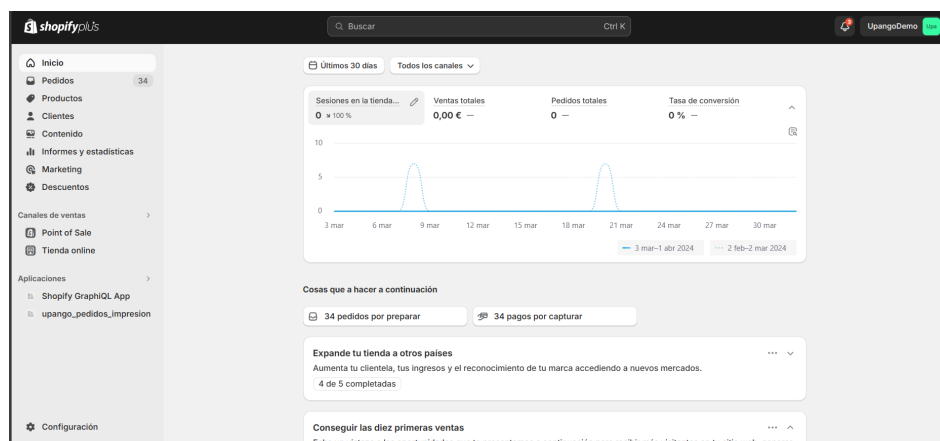 shopifyplus
Buscar
Ctrl K
UpangoDemo
Upa
Inicio
Pedidos 34
Productos
Clientes
Contenido
Informes y estadísticas
Marketing
Descuentos
Canales de ventas
Point of Sale
Tienda online
Aplicaciones
Shopify GraphiQL App
upango_pedidos_impresion
Configuración
Últimos 30 días
Todos los canales
Sesiones en la tienda... Ventas totales Pedidos totales Tasa de conversión
0 100 % 0,00 € — 0 — 0 % —
10
5
0
3 mar 6 mar 9 mar 12 mar 15 mar 18 mar 21 mar 24 mar 27 mar 30 mar
3 mar–1 abr 2024 2 feb–2 mar 2024
Cosas que a hacer a continuación
34 pedidos por preparar
34 pagos por capturar
Expande tu tienda a otros países
Aumenta tu clientela, tus ingresos y el reconocimiento de tu marca accediendo a nuevos mercados.
4 de 5 completadas
Conseguir las diez primeras ventas